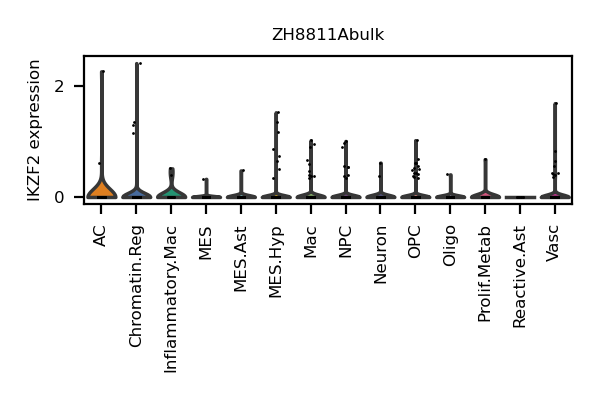 ZH8811Abulk
IKZF2 expression
2
0
AC
Chromatin.Reg
Inflammatory.Mac
MES
MES.Ast
MES.Hyp
Mac
NPC
Neuron
OPC
Oligo
Prolif.Metab
Reactive.Ast
Vasc